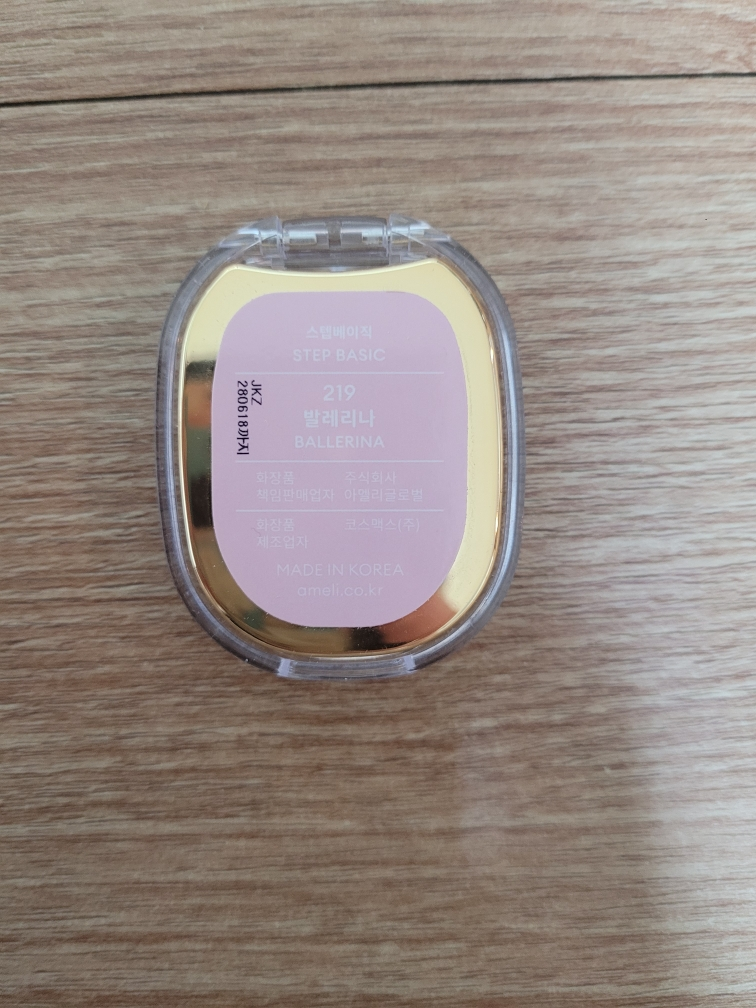 스텝베이직
STEP BASIC
219
발레리나
BALLERINA
JKZ
280618까지
화장품 주식회사
책임판매업자 아멜리글로벌
화장품 코스맥스(주)
제조업자
MADE IN KOREA
ameli.co.kr